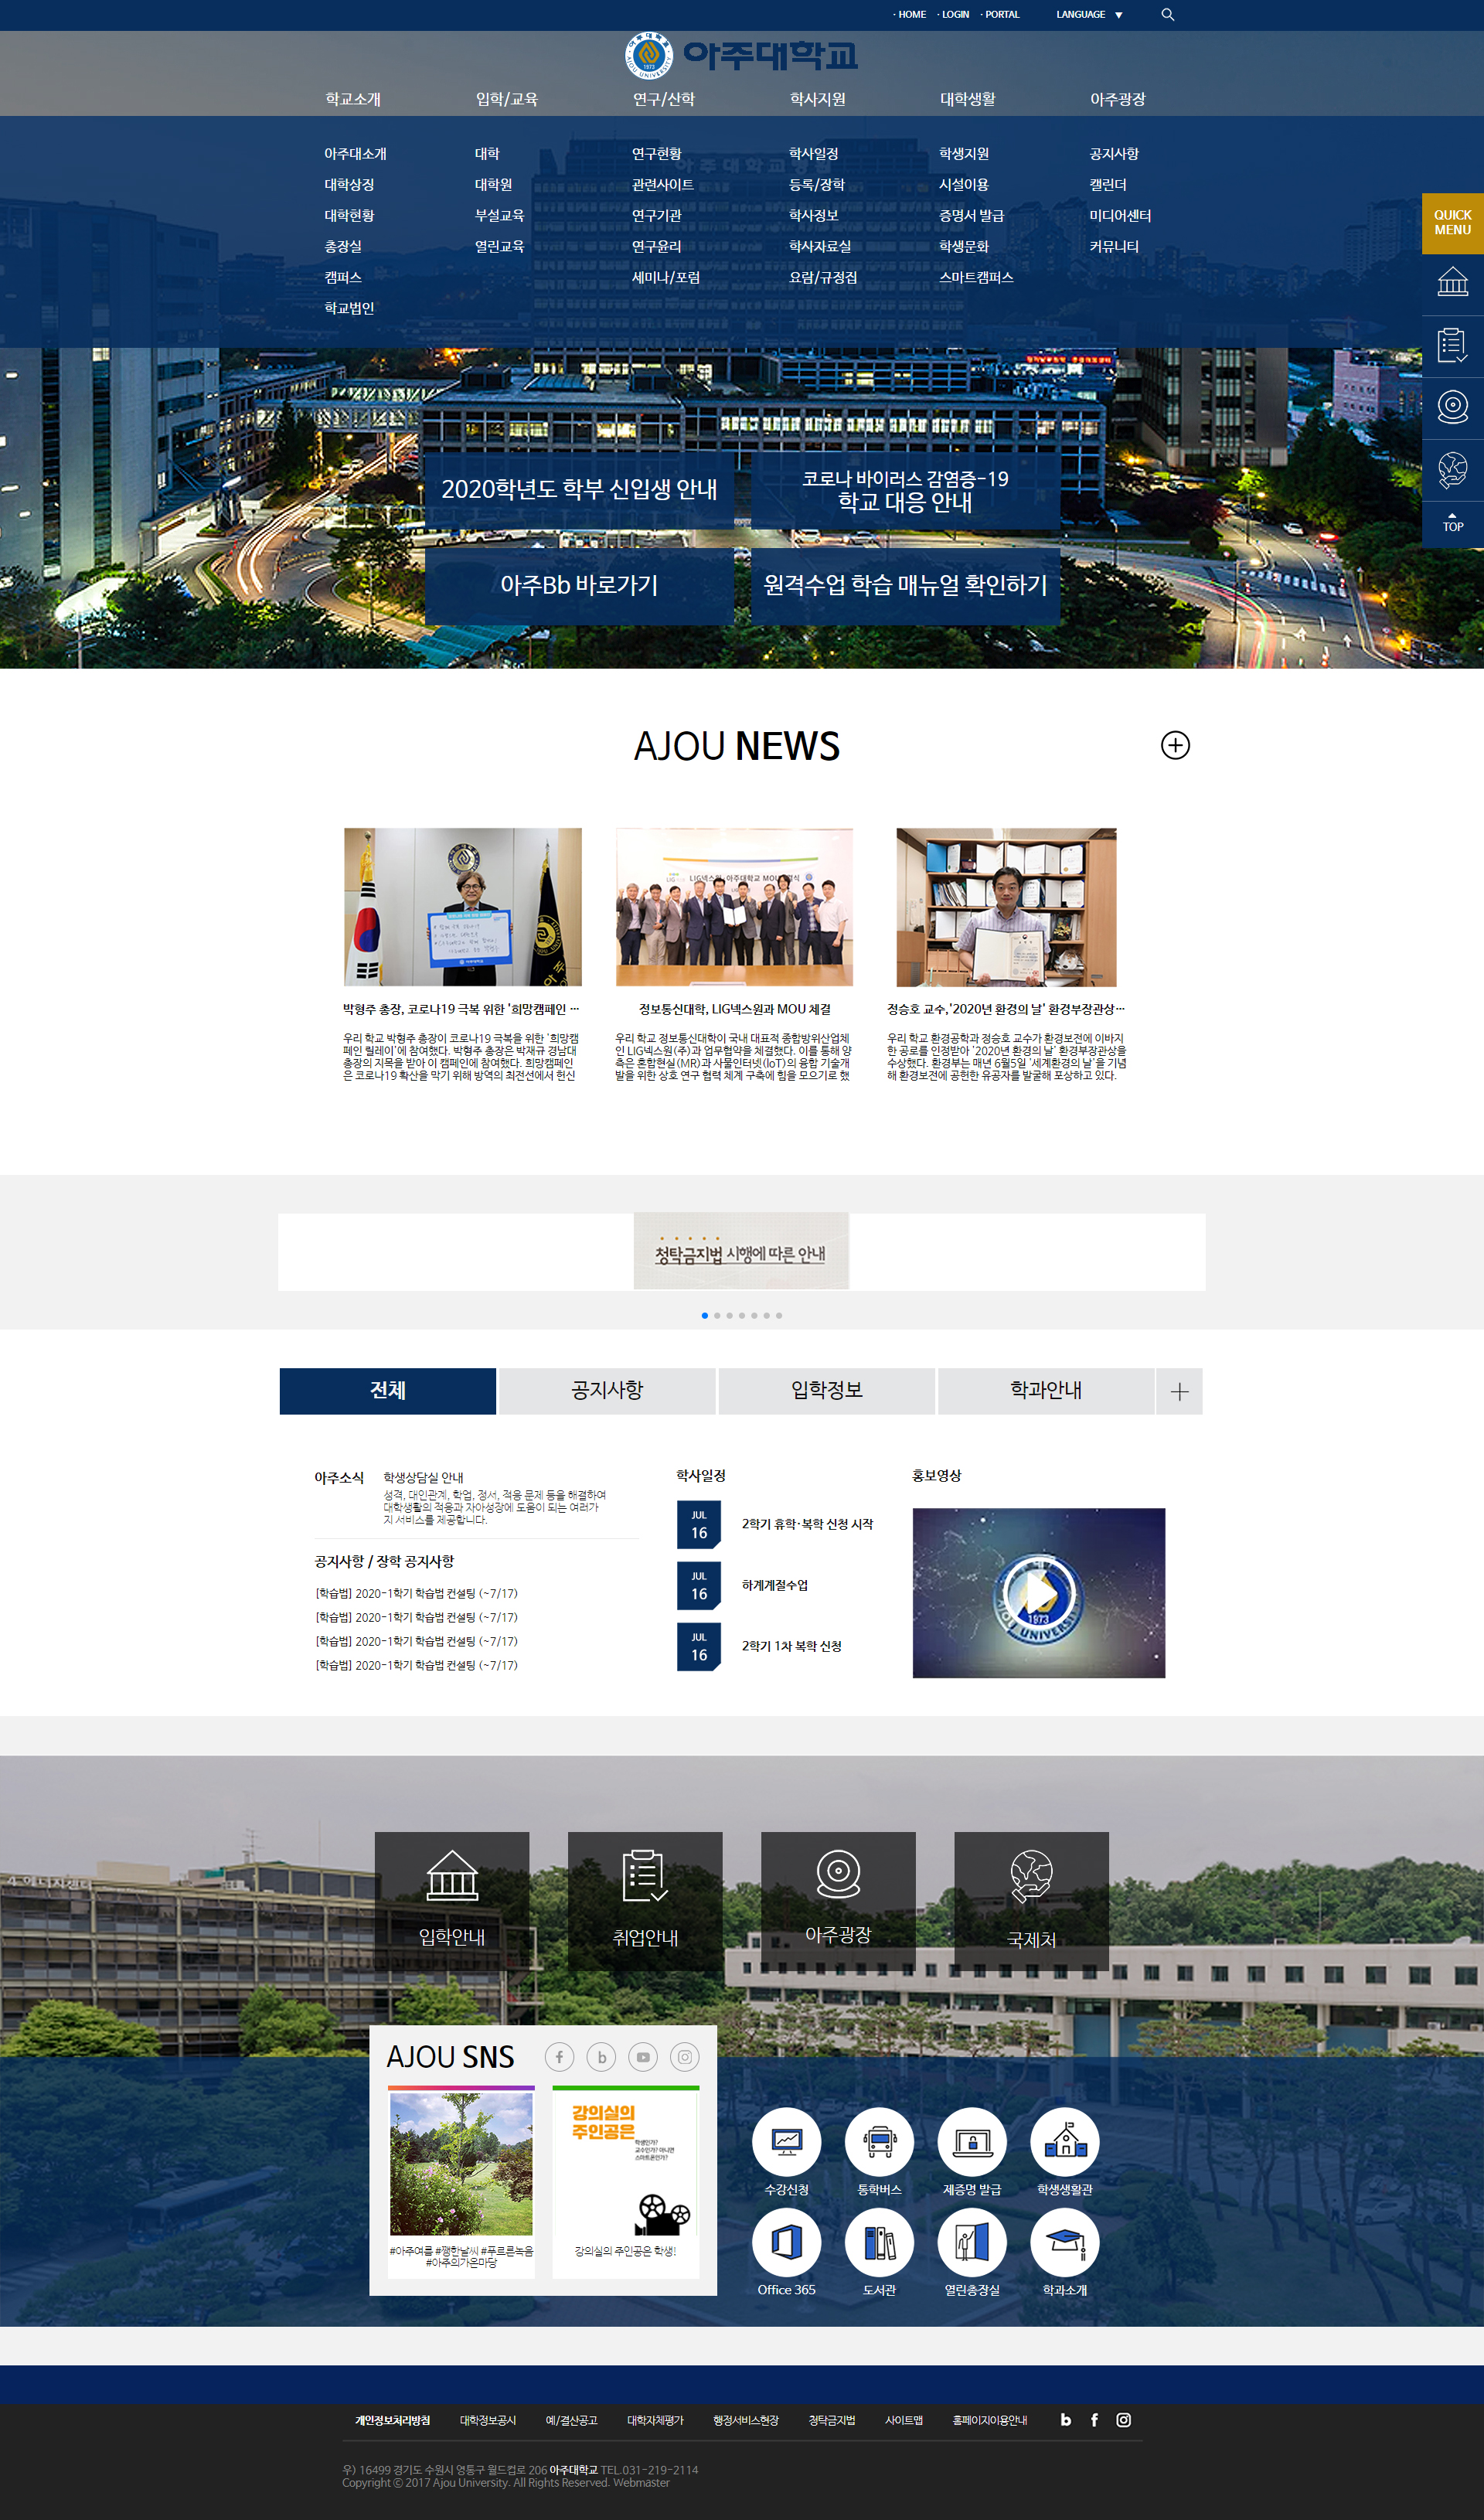 · HOME · LOGIN · PORTAL LANGUAGE ▼
아주대학교
학교소개 입학/교육 연구/산학 학사지원 대학생활 아주광장
아주대소개 대학 연구현황 학사일정 학생지원 공지사항
대학상징 대학원 관련사이트 등록/장학 시설이용 캘린더
대학현황 부설교육 연구기관 학사정보 증명서 발급 미디어센터
총장실 열린교육 연구윤리 학사자료실 학생문화 커뮤니티
캠퍼스 세미나/포럼 요람/규정집 스마트캠퍼스
학교법인
QUICK
MENU
TOP
2020학년도 학부 신입생 안내
코로나 바이러스 감염증-19
학교 대응 안내
아주Bb 바로가기
원격수업 학습 매뉴얼 확인하기
AJOU NEWS
박형주 총장, 코로나19 극복 위한 '희망캠페인 ...
우리 학교 박형주 총장이 코로나19 극복을 위한 '희망캠
페인 릴레이'에 참여했다. 박형주 총장은 박재규 경남대
총장의 지목을 받아 이 캠페인에 참여했다. 희망캠페인
은 코로나19 확산을 막기 위해 방역의 최전선에서 헌신
정보통신대학, LIG넥스원과 MOU 체결
우리 학교 정보통신대학이 국내 대표적 종합방위산업체
인 LIG넥스원(주)과 업무협약을 체결했다. 이를 통해 양
측은 혼합현실(MR)과 사물인터넷(IoT)의 융합 기술개
발을 위한 상호 연구 협력 체계 구축에 힘을 모으기로 했
정승호 교수,'2020년 환경의 날' 환경부장관상...
우리 학교 환경공학과 정승호 교수가 환경보전에 이바지
한 공로를 인정받아 '2020년 환경의 날' 환경부장관상을
수상했다. 환경부는 매년 6월5일 '세계환경의 날'을 기념
해 환경보전에 공헌한 유공자를 발굴해 포상하고 있다.
청탁금지법 시행에 따른 안내
전체 공지사항 입학정보 학과안내
아주소식 학생상담실 안내
성격, 대인관계, 학업, 정서, 적응 문제 등을 해결하여
대학생활의 적응과 자아성장에 도움이 되는 여러가
지 서비스를 제공합니다.
공지사항 / 장학 공지사항
[학습법] 2020-1학기 학습법 컨설팅 (~7/17)
[학습법] 2020-1학기 학습법 컨설팅 (~7/17)
[학습법] 2020-1학기 학습법 컨설팅 (~7/17)
[학습법] 2020-1학기 학습법 컨설팅 (~7/17)
학사일정
JUL
16
2학기 휴학·복학 신청 시작
JUL
16
하계계절수업
JUL
16
2학기 1차 복학 신청
홍보영상
1973
AJOU UNIVERSITY
입학안내 취업안내 아주광장 국제처
AJOU SNS
강의실의
주인공은
학생인가?
교수인가? 아니면
스마트폰인가?
#아주여름 #쨍한날씨 #푸르른녹음
#아주의가온마당
강의실의 주인공은 학생!
수강신청 통학버스 제증명 발급 학생생활관
Office 365 도서관 열린총장실 학과소개
개인정보처리방침 대학정보공시 예/결산공고 대학자체평가 행정서비스헌장 청탁금지법 사이트맵 홈페이지이용안내
우) 16499 경기도 수원시 영통구 월드컵로 206 아주대학교 TEL.031-219-2114
Copyright ⓒ 2017 Ajou University. All Rights Reserved. Webmaster